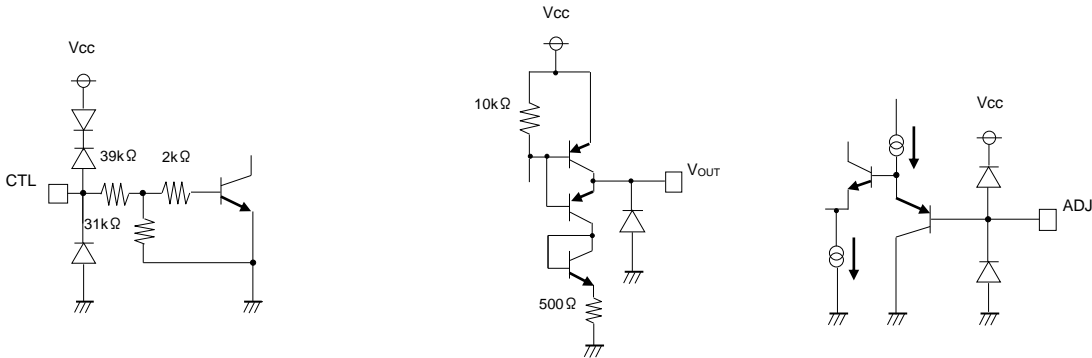 Vcc
39kΩ
2kΩ
CTL
31kΩ
Vcc
10kΩ
VOUT
500Ω
Vcc
ADJ